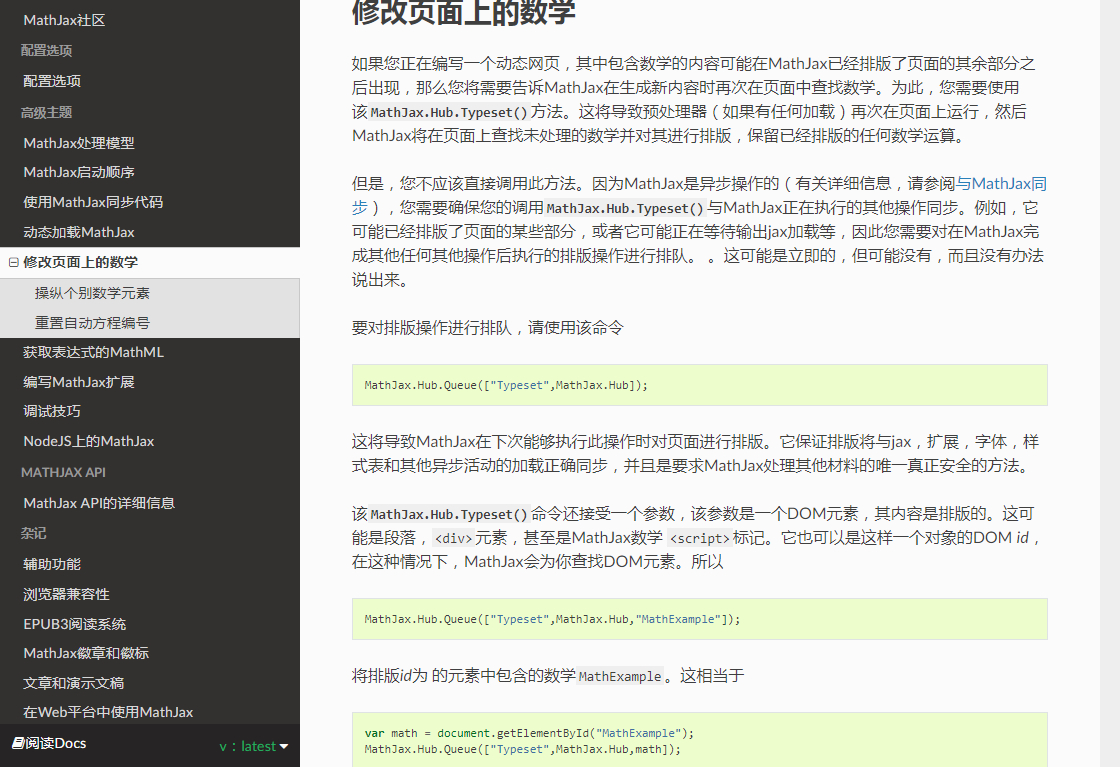 MathJax社区
配置选项
配置选项
高级主题
MathJax处理模型
MathJax启动顺序
使用MathJax同步代码
动态加载MathJax
修改页面上的数学
操纵个别数学元素
重置自动方程编号
获取表达式的MathML
编写MathJax扩展
调试技巧
NodeJS上的MathJax
MATHJAX API
MathJax API的详细信息
杂记
辅助功能
浏览器兼容性
EPUB3阅读系统
MathJax徽章和徽标
文章和演示文稿
在Web平台中使用MathJax
阅读Docs
v：latest
修改页面上的数学
如果您正在编写一个动态网页，其中包含数学的内容可能在MathJax已经排版了页面的其余部分之
后出现，那么您将需要告诉MathJax在生成新内容时再次在页面中查找数学。为此，您需要使用
该MathJax.Hub.Typeset()方法。这将导致预处理器（如果有任何加载）再次在页面上运行，然后
MathJax将在页面上查找未处理的数学并对其进行排版，保留已经排版的任何数学运算。
但是，您不应该直接调用此方法。因为MathJax是异步操作的（有关详细信息，请参阅与MathJax同
步），您需要确保您的调用MathJax.Hub.Typeset()与MathJax正在执行的其他操作同步。例如，它
可能已经排版了页面的某些部分，或者它可能正在等待输出jax加载等，因此您需要对在MathJax完
成其他任何其他操作后执行的排版操作进行排队。 。这可能是立即的，但可能没有，而且没有办法
说出来。
要对排版操作进行排队，请使用该命令
MathJax.Hub.Queue(["Typeset",MathJax.Hub]);
这将导致MathJax在下次能够执行此操作时对页面进行排版。它保证排版将与jax，扩展，字体，样
式表和其他异步活动的加载正确同步，并且是要求MathJax处理其他材料的唯一真正安全的方法。
该MathJax.Hub.Typeset()命令还接受一个参数，该参数是一个DOM元素，其内容是排版的。这可
能是段落，<div>元素，甚至是MathJax数学 <script>标记。它也可以是这样一个对象的DOM id，
在这种情况下，MathJax会为你查找DOM元素。所以
MathJax.Hub.Queue(["Typeset",MathJax.Hub,"MathExample"]);
将排版id为 的元素中包含的数学MathExample。这相当于
var math = document.getElementById("MathExample");
MathJax.Hub.Queue(["Typeset",MathJax.Hub,math]);